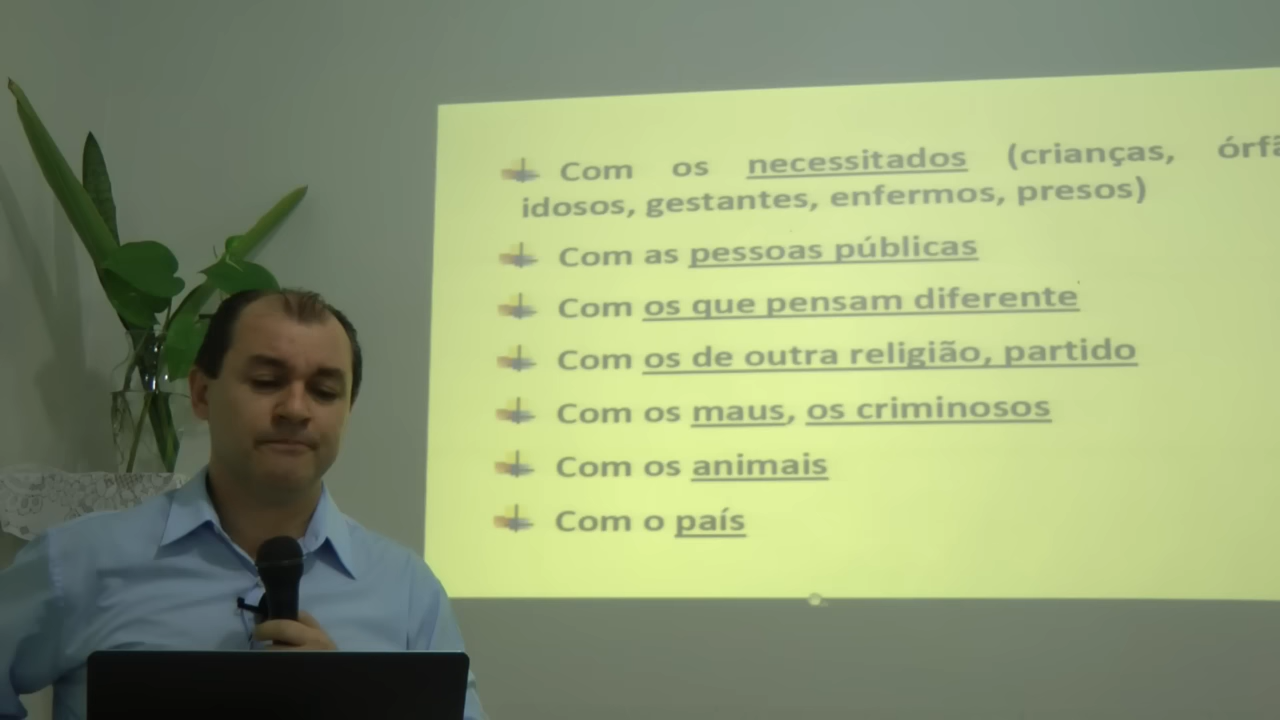 Com os necessitados (crianças,
idosos, gestantes, enfermos, presos)
Com as pessoas públicas
Com os que pensam diferente
Com os de outra religião, partido
Com os maus, os criminosos
Com os animais
Com o país